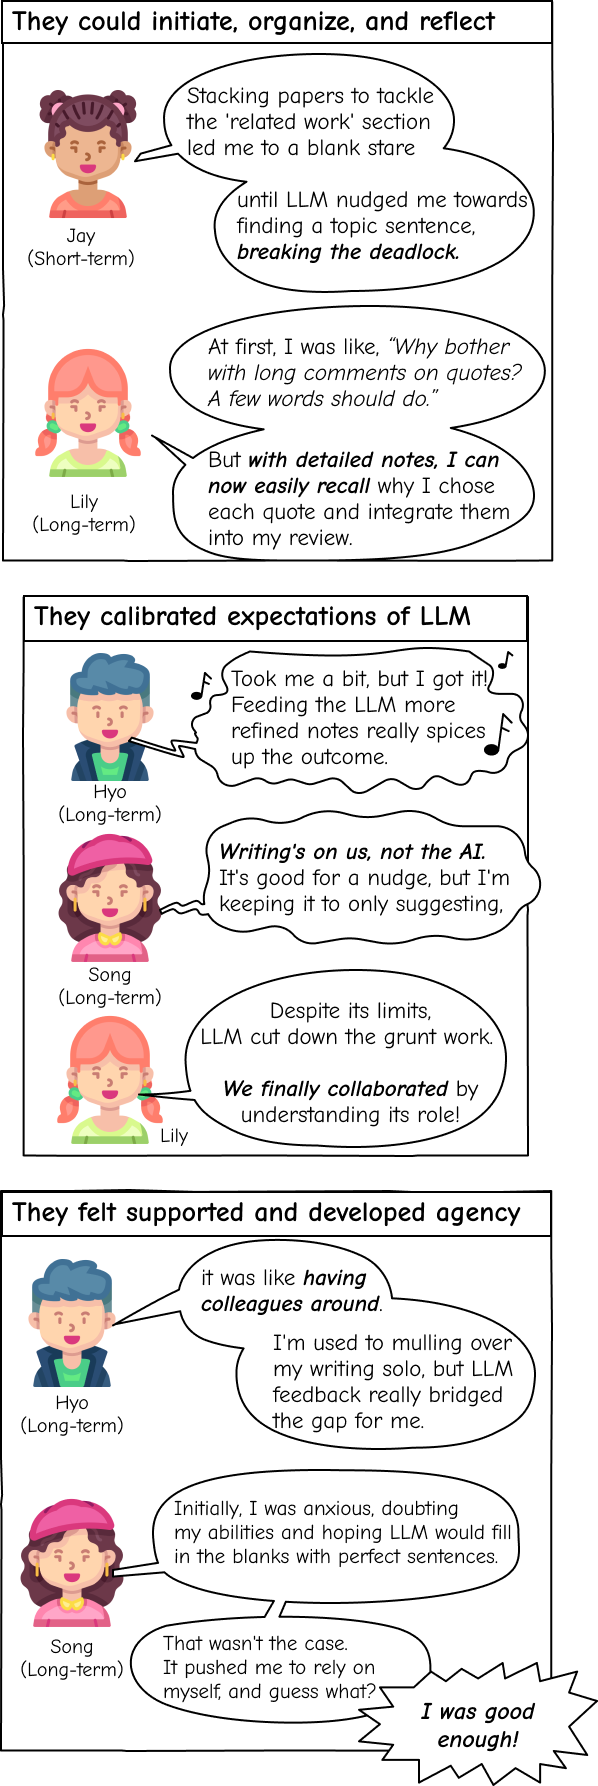 They could initiate, organize, and reflect
Stacking papers to tackle
the 'related work' section
led me to a blank stare
until LLM nudged me towards
finding a topic sentence,
breaking the deadlock.
Jay
(Short-term)
At first, I was like, “Why bother
with long comments on quotes?
A few words should do.”
But with detailed notes, I can
now easily recall why I chose
each quote and integrate them
into my review.
Lily
(Long-term)
They calibrated expectations of LLM
Took me a bit, but I got it!
Feeding the LLM more
refined notes really spices
up the outcome.
Hyo
(Long-term)
Writing's on us, not the AI.
It's good for a nudge, but I'm
keeping it to only suggesting,
Song
(Long-term)
Despite its limits,
LLM cut down the grunt work.
We finally collaborated by
understanding its role!
Lily
They felt supported and developed agency
it was like having
colleagues around.
I'm used to mulling over
my writing solo, but LLM
feedback really bridged
the gap for me.
Hyo
(Long-term)
Initially, I was anxious, doubting
my abilities and hoping LLM would fill
in the blanks with perfect sentences.
That wasn't the case.
It pushed me to rely on
myself, and guess what?
Song
(Long-term)
I was good
enough!